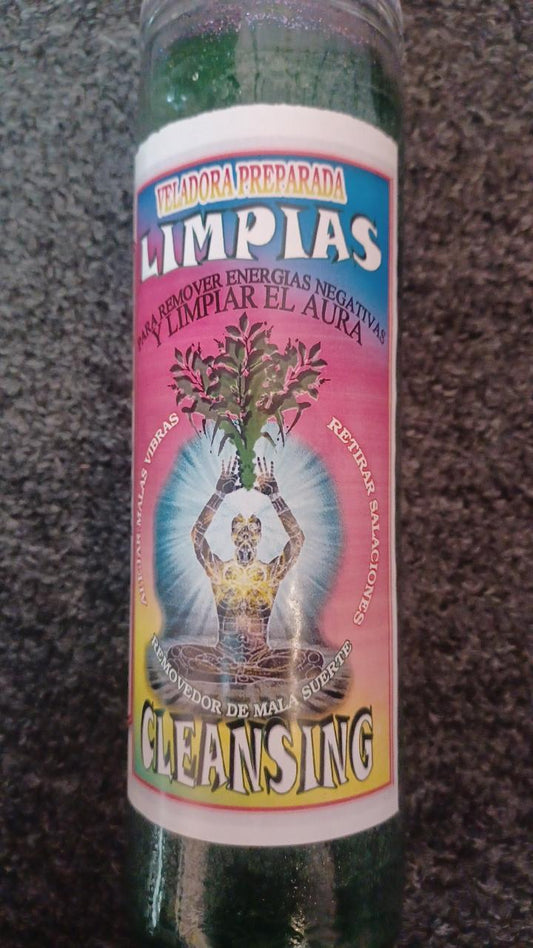 VELADORA PREPARADA
LIMPIAS
PARA REMOVER ENERGIAS NEGATIVAS
Y LIMPIAR EL AURA
ALEJAR MALAS VIBRAS
RETIRAR SALACIONES
REMOVEDOR DE MALA SUERTE
CLEANSING